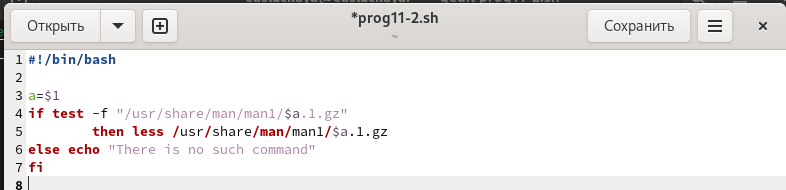 Открыть
*prog11-2.sh
~
Сохранить
1 #!/bin/bash
2
3 a=$1
4 if test -f "/usr/share/man/man1/$a.1.gz"
5 then less /usr/share/man/man1/$a.1.gz
6 else echo "There is no such command"
7 fi
8